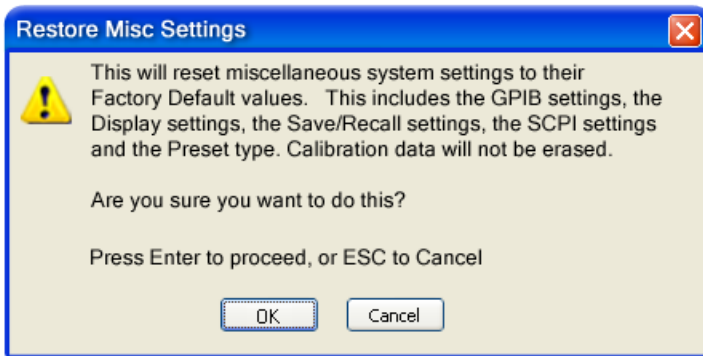 Restore Misc Settings
This will reset miscellaneous system settings to their
Factory Default values.   This includes the GPIB settings, the
Display settings, the Save/Recall settings, the SCPI settings
and the Preset type. Calibration data will not be erased.
Are you sure you want to do this?
Press Enter to proceed, or ESC to Cancel
OK
Cancel